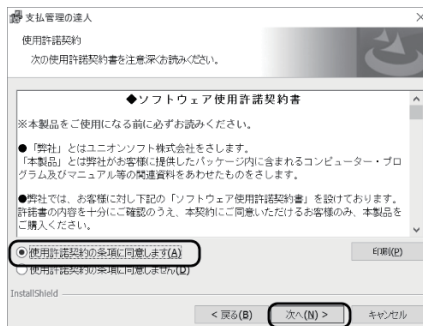 支払管理の達人
使用許諾契約
次の使用許諾契約書を注意深くお読みください。
◆ソフトウェア使用許諾契約書
※本製品をご使用になる前に必ずお読みください。
●「弊社」とはユニオンソフト株式会社をさします。
「本製品」とは弊社がお客様に提供したパッケージ内に含まれるコンピューター・プロ
グラム及びマニュアル等の関連資料をあわせたものをさします。
●弊社では、お客様に対し下記の「ソフトウェア使用許諾契約書」を設けております。
許諾書の内容を十分にご確認のうえ、本契約にご同意いただけるお客様のみ、本製品を
ご購入ください。
使用許諾契約の条項に同意します(A)
印刷(P)
使用許諾契約の条項に同意しません(D)
InstallShield
< 戻る(B)
次へ(N) >
キャンセル